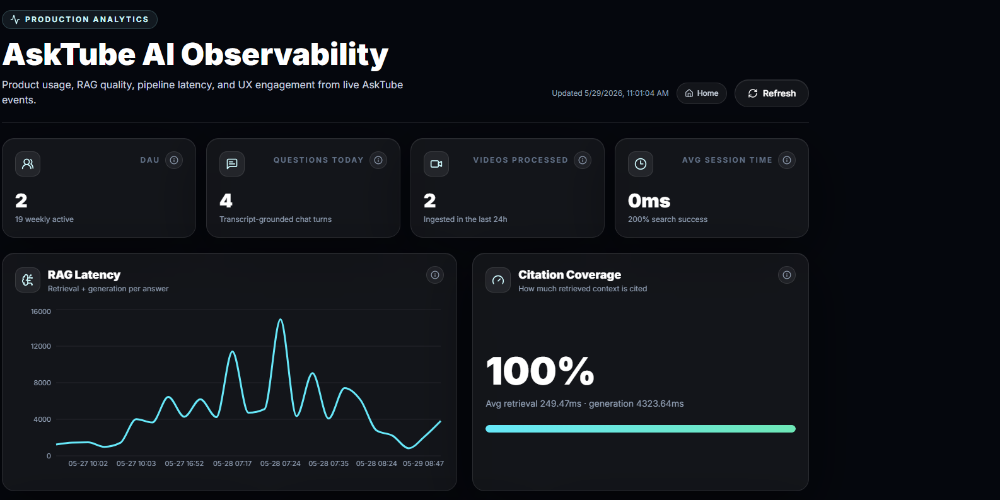 PRODUCTION ANALYTICS
AskTube AI Observability
Product usage, RAG quality, pipeline latency, and UX engagement from live AskTube
events.
Updated 5/29/2026, 11:01:04 AM
Home
Refresh
DAU
2
19 weekly active
QUESTIONS TODAY
4
Transcript-grounded chat turns
VIDEOS PROCESSED
2
Ingested in the last 24h
AVG SESSION TIME
0ms
200% search success
RAG Latency
Retrieval + generation per answer
16000
12000
8000
4000
0
05-27 10:02 05-27 10:03 05-27 16:52 05-28 07:17 05-28 07:24 05-28 07:35 05-28 08:24 05-29 08:47
Citation Coverage
How much retrieved context is cited
100%
Avg retrieval 249.47ms · generation 4323.64ms